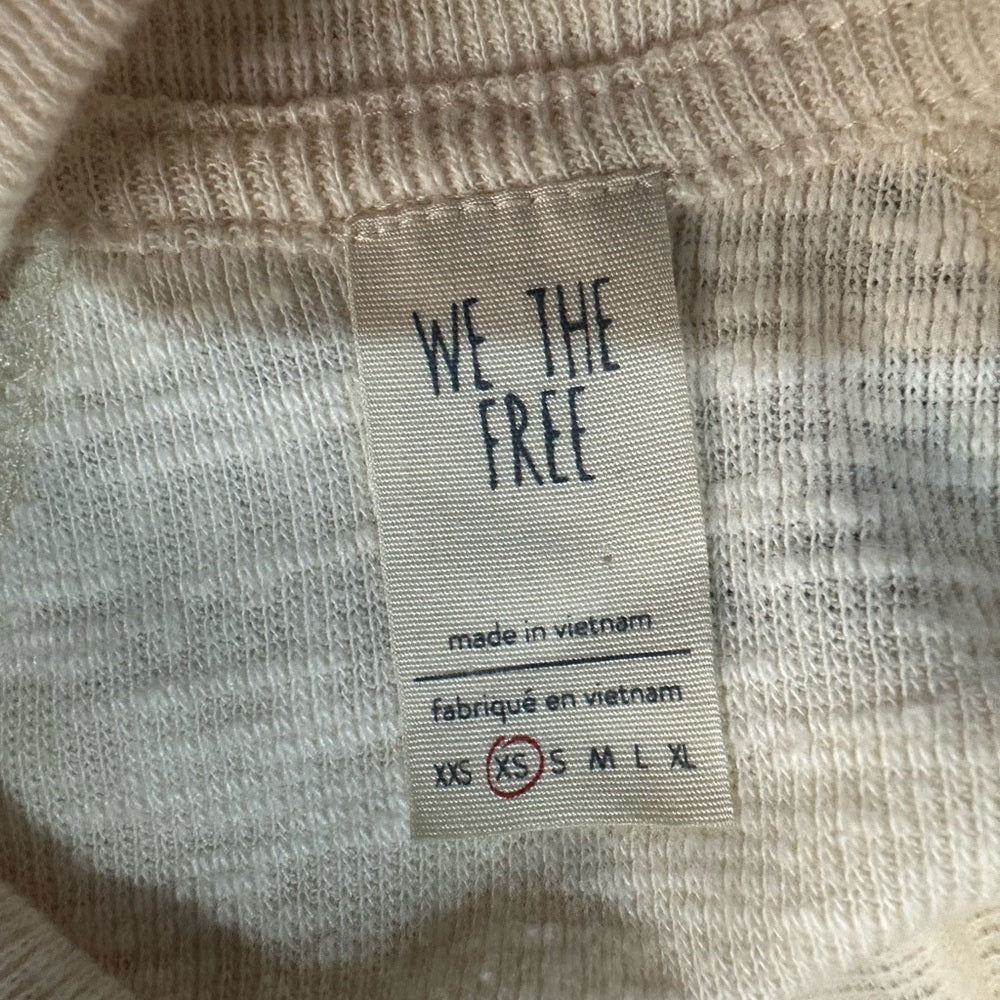 WE THE
FREE
made in vietnam
fabriqué en vietnam
XXS XS S M L XL